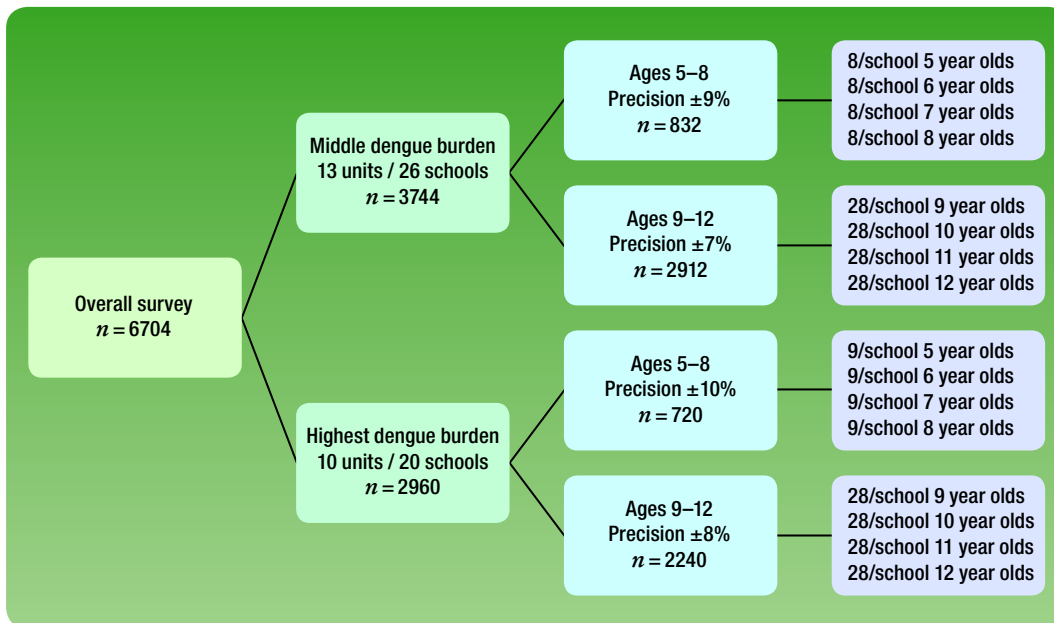 Overall survey
n = 6704
Middle dengue burden
13 units / 26 schools
n = 3744
Ages 5–8
Precision ±9%
n = 832
8/school 5 year olds
8/school 6 year olds
8/school 7 year olds
8/school 8 year olds
Ages 9–12
Precision ±7%
n = 2912
28/school 9 year olds
28/school 10 year olds
28/school 11 year olds
28/school 12 year olds
Highest dengue burden
10 units / 20 schools
n = 2960
Ages 5–8
Precision ±10%
n = 720
9/school 5 year olds
9/school 6 year olds
9/school 7 year olds
9/school 8 year olds
Ages 9–12
Precision ±8%
n = 2240
28/school 9 year olds
28/school 10 year olds
28/school 11 year olds
28/school 12 year olds